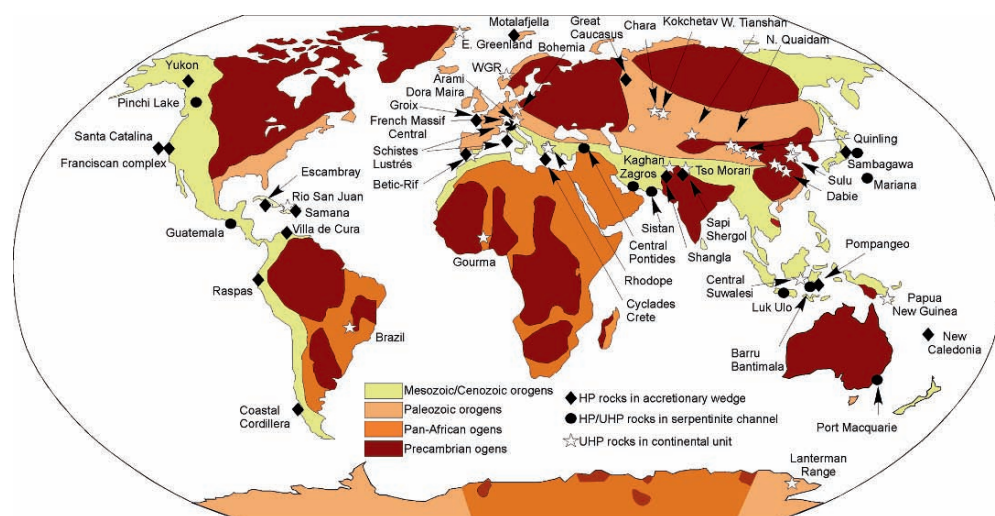 Motalafjella
Great
Caucasus
Chara
Kokchetav
W. Tianshan
E. Greenland
Bohemia
N. Quaidam
WGR
Yukon
Arami
Dora Maira
Pinchi Lake
Groix
French Massif
Central
Santa Catalina
Quinling
Franciscan complex
Schistes
Lustrés
Kaghan
Zagros
Tso Morari
Sambagawa
Escambray
Betic-Rif
Sulu
Mariana
Rio San Juan
Dabie
Samana
Sistan
Sapi
Shergol
Guatemala
Villa de Cura
Gourma
Central
Pontides
Shangla
Pompangeo
Rhodope
Central
Suwalesi
Raspas
Luk Ulo
Cyclades
Crete
Papua
New Guinea
Brazil
New
Caledonia
Barru
Bantimala
Mesozoic/Cenozoic orogens
HP rocks in accretionary wedge
Coastal
Cordillera
Paleozoic orogens
HP/UHP rocks in serpentinite channel
Port Macquarie
Pan-African ogens
UHP rocks in continental unit
Precambrian ogens
Lanterman
Range